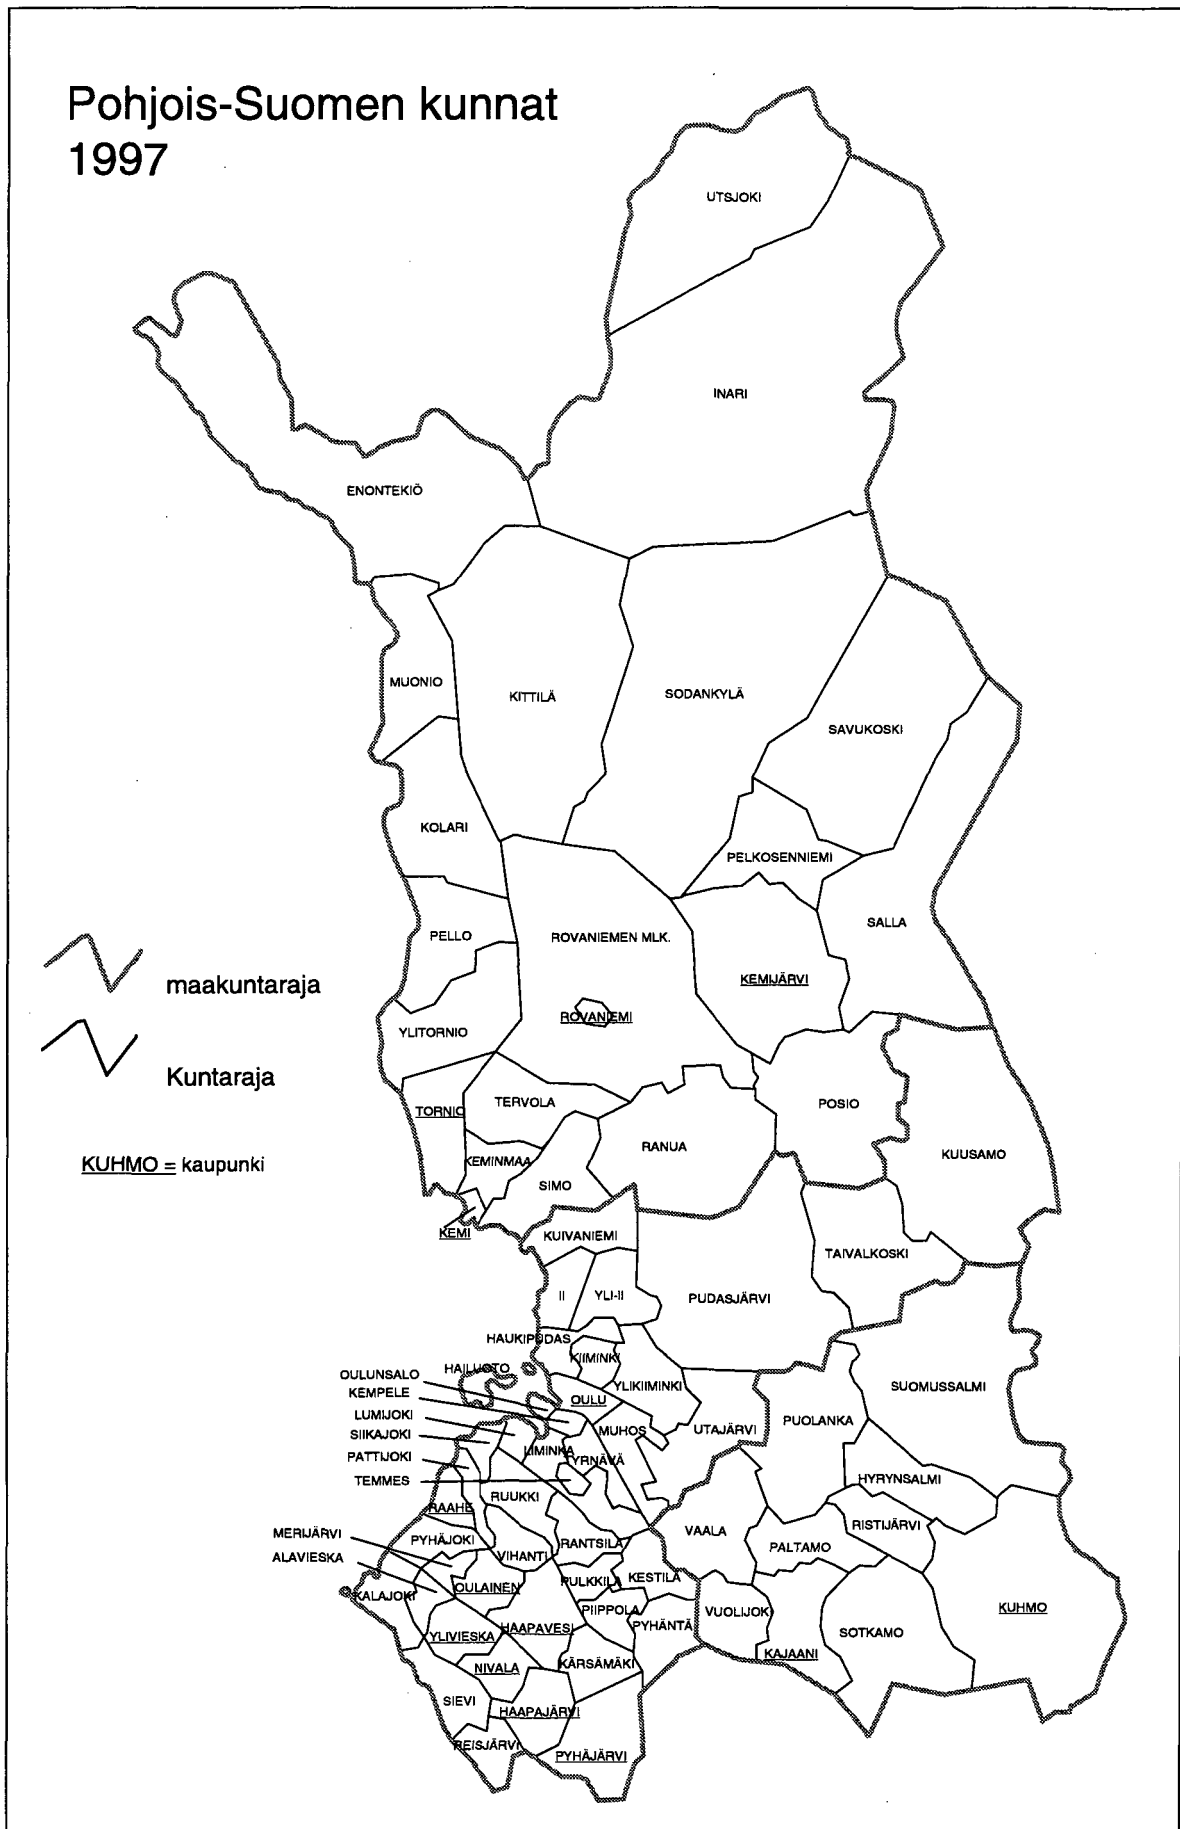 Pohjois-Suomen kunnat
1997
UTSJOKI
INARI
ENONTEKIÖ
MUONIO
KITTILÄ
SODANKYLÄ
SAVUKOSKI
KOLARI
PELKOSENNIEMI
SALLA
PELLO
ROVANIEMEN MLK.
KEMIJÄRVI
maakuntaraja
ROVANIEMI
YLITORNIO
Kuntaraja
TORNIO
TERVOLA
POSIO
RANUA
KUUSAMO
KEMINMAA
KUHMO = kaupunki
SIMO
KEMI
KUIVANIEMI
TAIVALKOSKI
II
YLI-II
PUDASJÄRVI
HAUKIPUDAS
KIIMINKI
HAILUOTO
OULUNSALO
YLIKIIMINKI
SUOMUSSALMI
KEMPELE
OULU
LUMIJOKI
PUOLANKA
SIIKAJOKI
MUHOS
UTAJÄRVI
LIMINKA
PATTIJOKI
TYRNÄVÄ
TEMMES
HYRYNSALMI
RUUKKI
RAAHE
RISTIJÄRVI
MERIJÄRVI
VAALA
PYHÄJOKI
RANTSILA
PALTAMO
ALAVIESKA
VIHANTI
KESTILÄ
PULKKILA
OULAINEN
KALAJOKI
KUHMO
PIIPPOLA
VUOLIJOKI
PYHÄNTÄ
HAAPAVESI
SOTKAMO
YLIVIESKA
KAJAANI
KÄRSÄMÄKI
NIVALA
SIEVI
HAAPAJÄRVI
REISJÄRVI
PYHÄJÄRVI